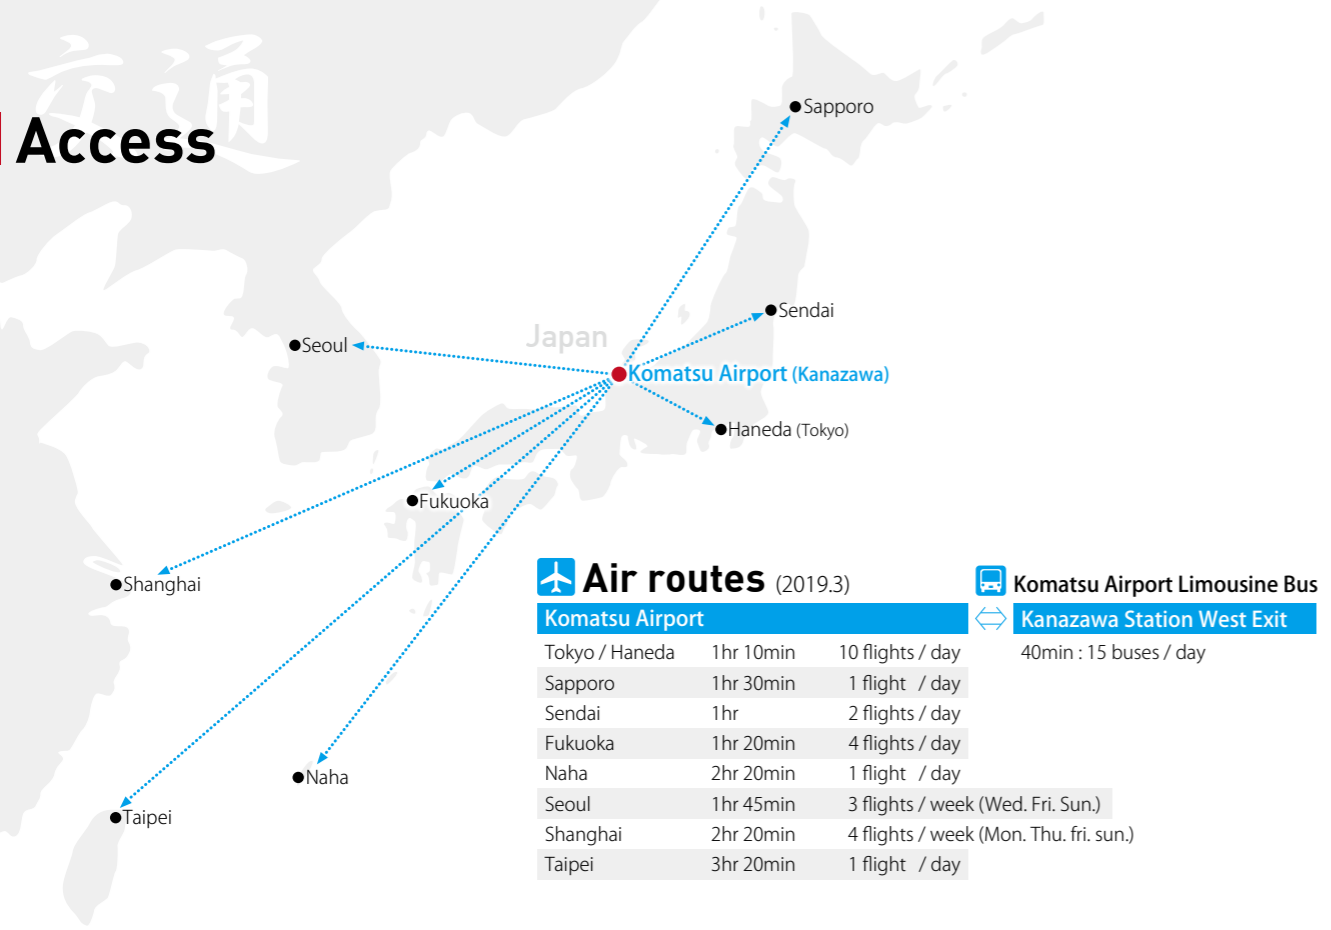 交通
Access
Sapporo
Sendai
Seoul
Japan
Komatsu Airport (Kanazawa)
Haneda (Tokyo)
Fukuoka
Shanghai
Naha
Taipei
Air routes (2019.3)
Komatsu Airport
Tokyo / Haneda 1hr 10min 10 flights / day
Sapporo 1hr 30min 1 flight / day
Sendai 1hr 2 flights / day
Fukuoka 1hr 20min 4 flights / day
Naha 2hr 20min 1 flight / day
Seoul 1hr 45min 3 flights / week (Wed. Fri. Sun.)
Shanghai 2hr 20min 4 flights / week (Mon. Thu. fri. sun.)
Taipei 3hr 20min 1 flight / day
Komatsu Airport Limousine Bus
Kanazawa Station West Exit
40min : 15 buses / day